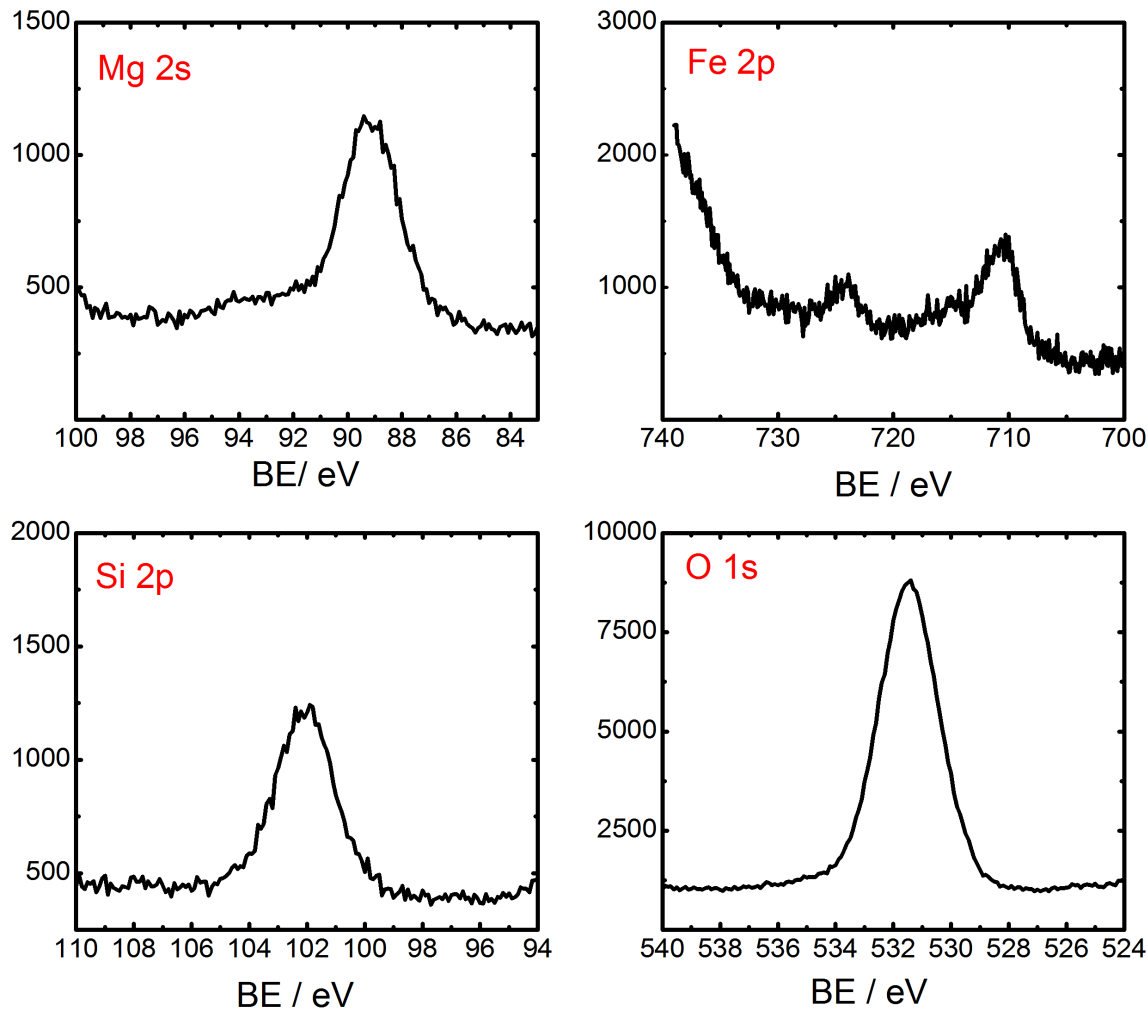 1500
1000
500
Mg 2s
100 98 96 94 92 90 88 86 84
BE/ eV
3000
2000
1000
Fe 2p
740 730 720 710 700
BE / eV
2000
1500
1000
500
Si 2p
110 108 106 104 102 100 98 96 94
BE / eV
10000
7500
5000
2500
O 1s
540 538 536 534 532 530 528 526 524
BE / eV